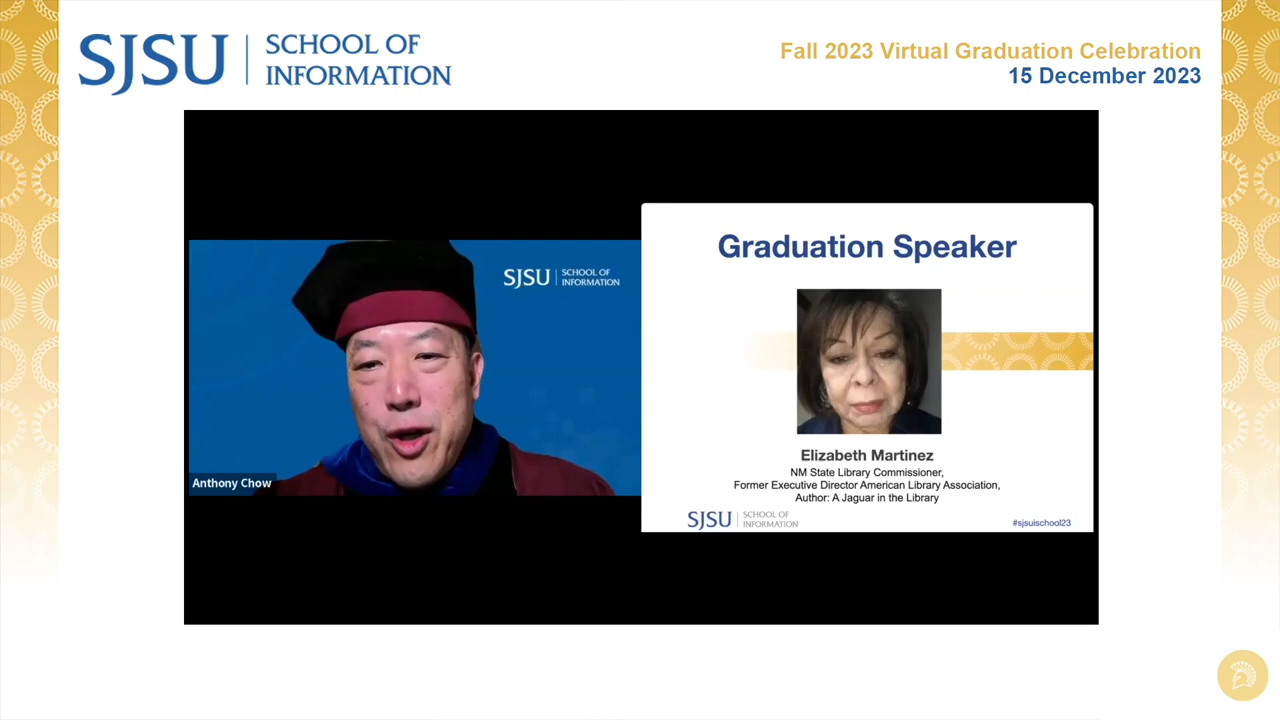 SJSU
SCHOOL OF
INFORMATION
Fall 2023 Virtual Graduation Celebration
15 December 2023
SJSU
SCHOOL OF
INFORMATION
Anthony Chow
Graduation Speaker
Elizabeth Martinez
NM State Library Commissioner,
Former Executive Director American Library Association,
Author: A Jaguar in the Library
SJSU
SCHOOL OF
INFORMATION
#sjsuischool23